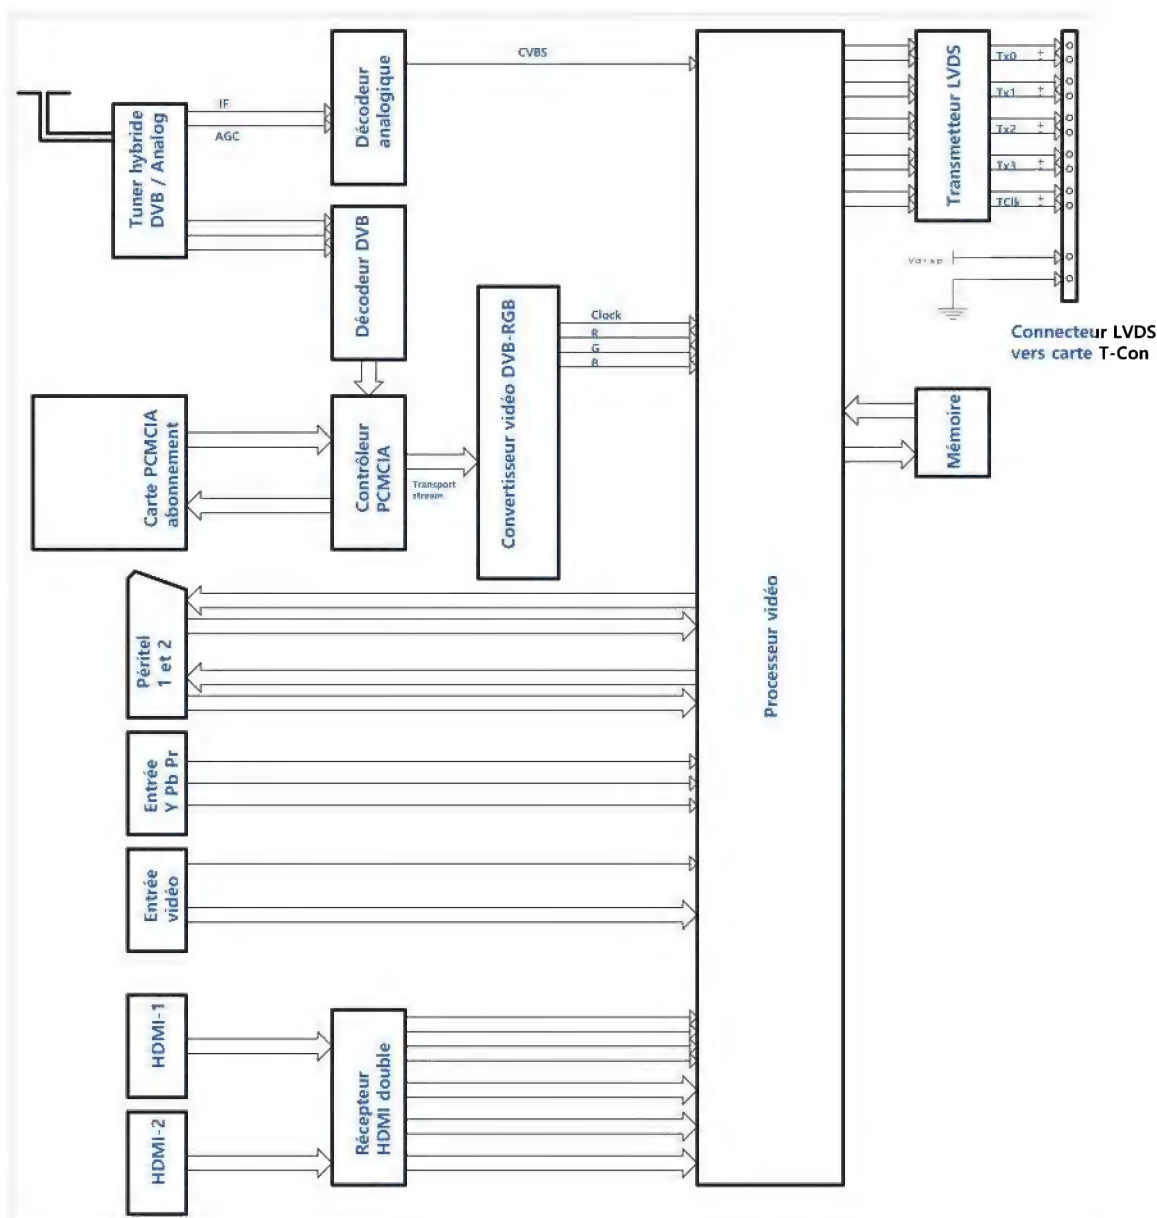 Tuner hybride
DVB / Analog
IF
AGC
Décodeur
analogique
CVBS
Décodeur DVB
Carte PCMCIA
abonnement
Contrôleur
PCMCIA
Transport
stream
Convertisseur vidéo DVB-RGB
Clock
R
G
B
Péritel
1 et 2
Entrée
Y Pb Pr
Entrée
vidéo
HDMI-1
HDMI-2
Récepteur
HDMI double
Processeur vidéo
Transmetteur LVDS
Tx0 ±
Tx1 ±
Tx2 ±
Tx3 ±
TClk ±
Connecteur LVDS
vers carte T-Con
Mémoire